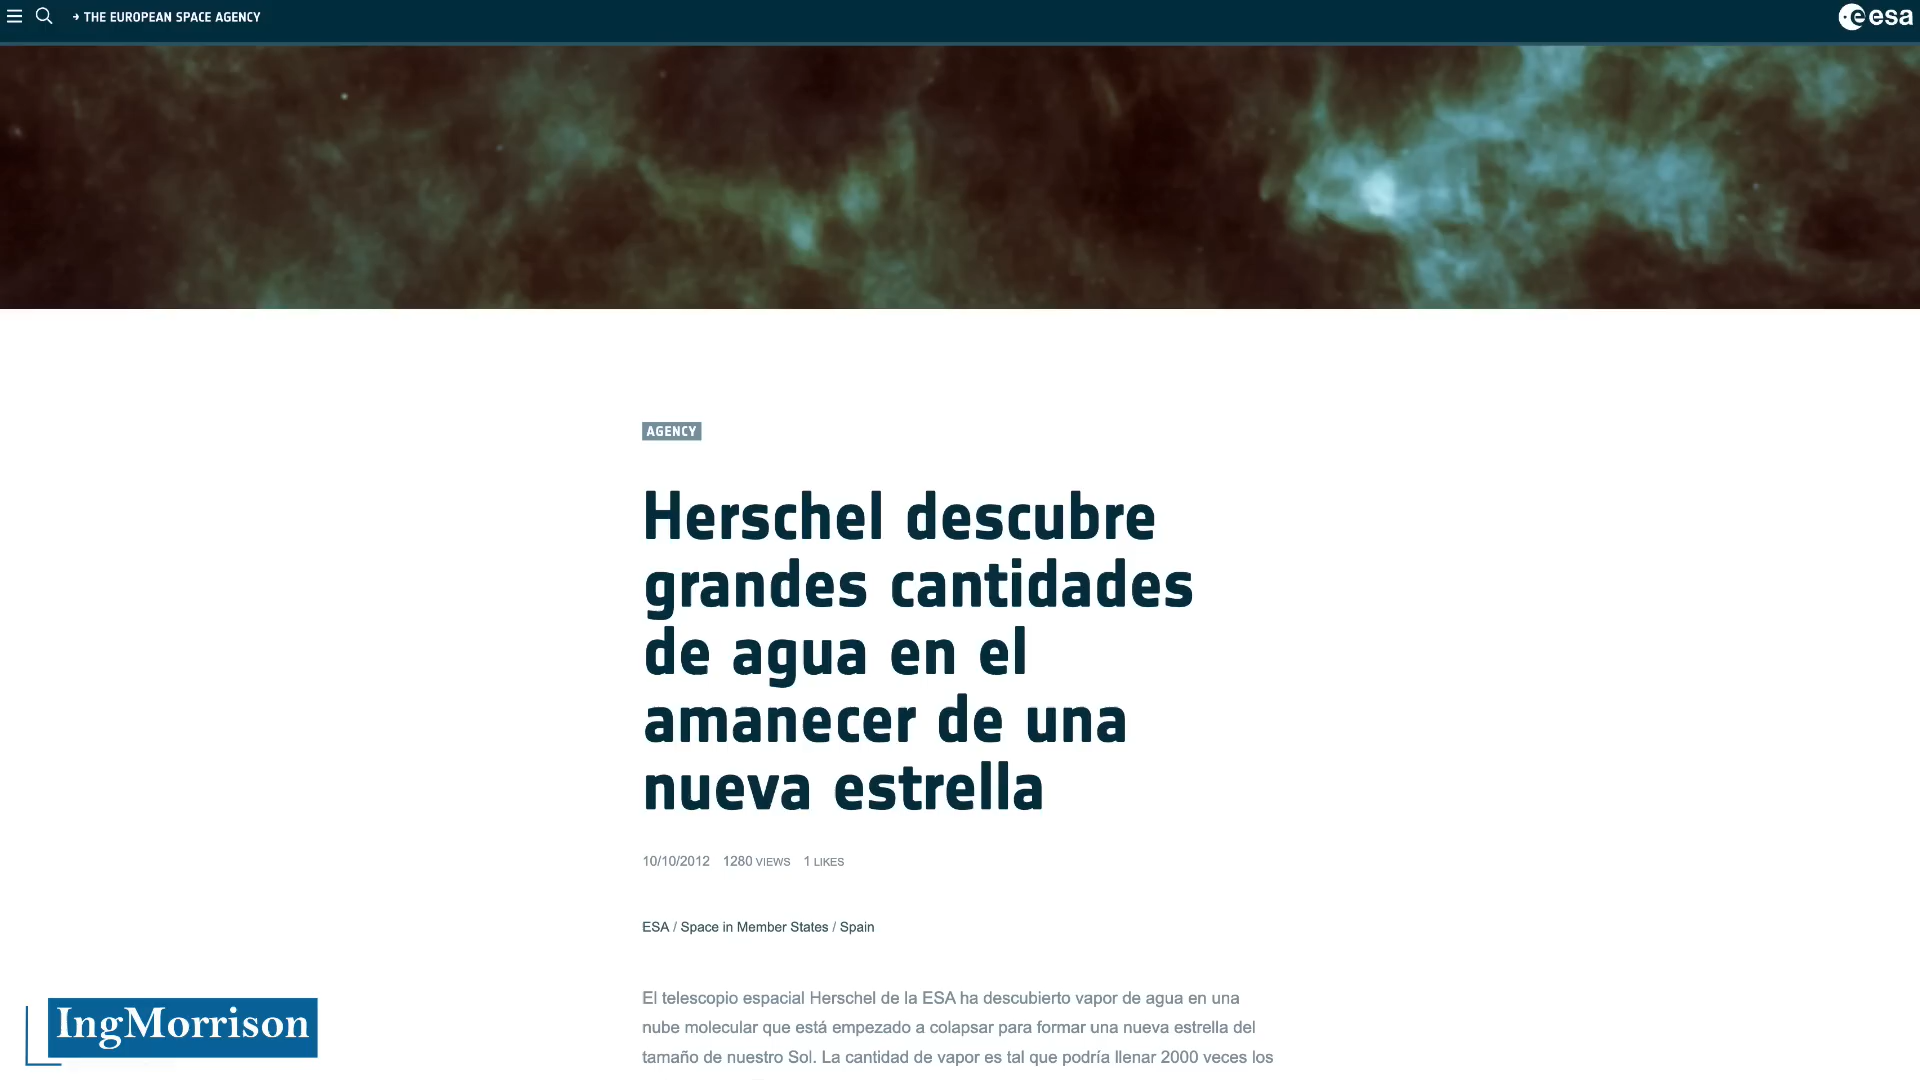 → THE EUROPEAN SPACE AGENCY
esa
AGENCY
Herschel descubre
grandes cantidades
de agua en el
amanecer de una
nueva estrella
10/10/2012 1280 VIEWS 1 LIKES
ESA / Space in Member States / Spain
El telescopio espacial Herschel de la ESA ha descubierto vapor de agua en una
nube molecular que está empezado a colapsar para formar una nueva estrella del
tamaño de nuestro Sol. La cantidad de vapor es tal que podría llenar 2000 veces los
IngMorrison